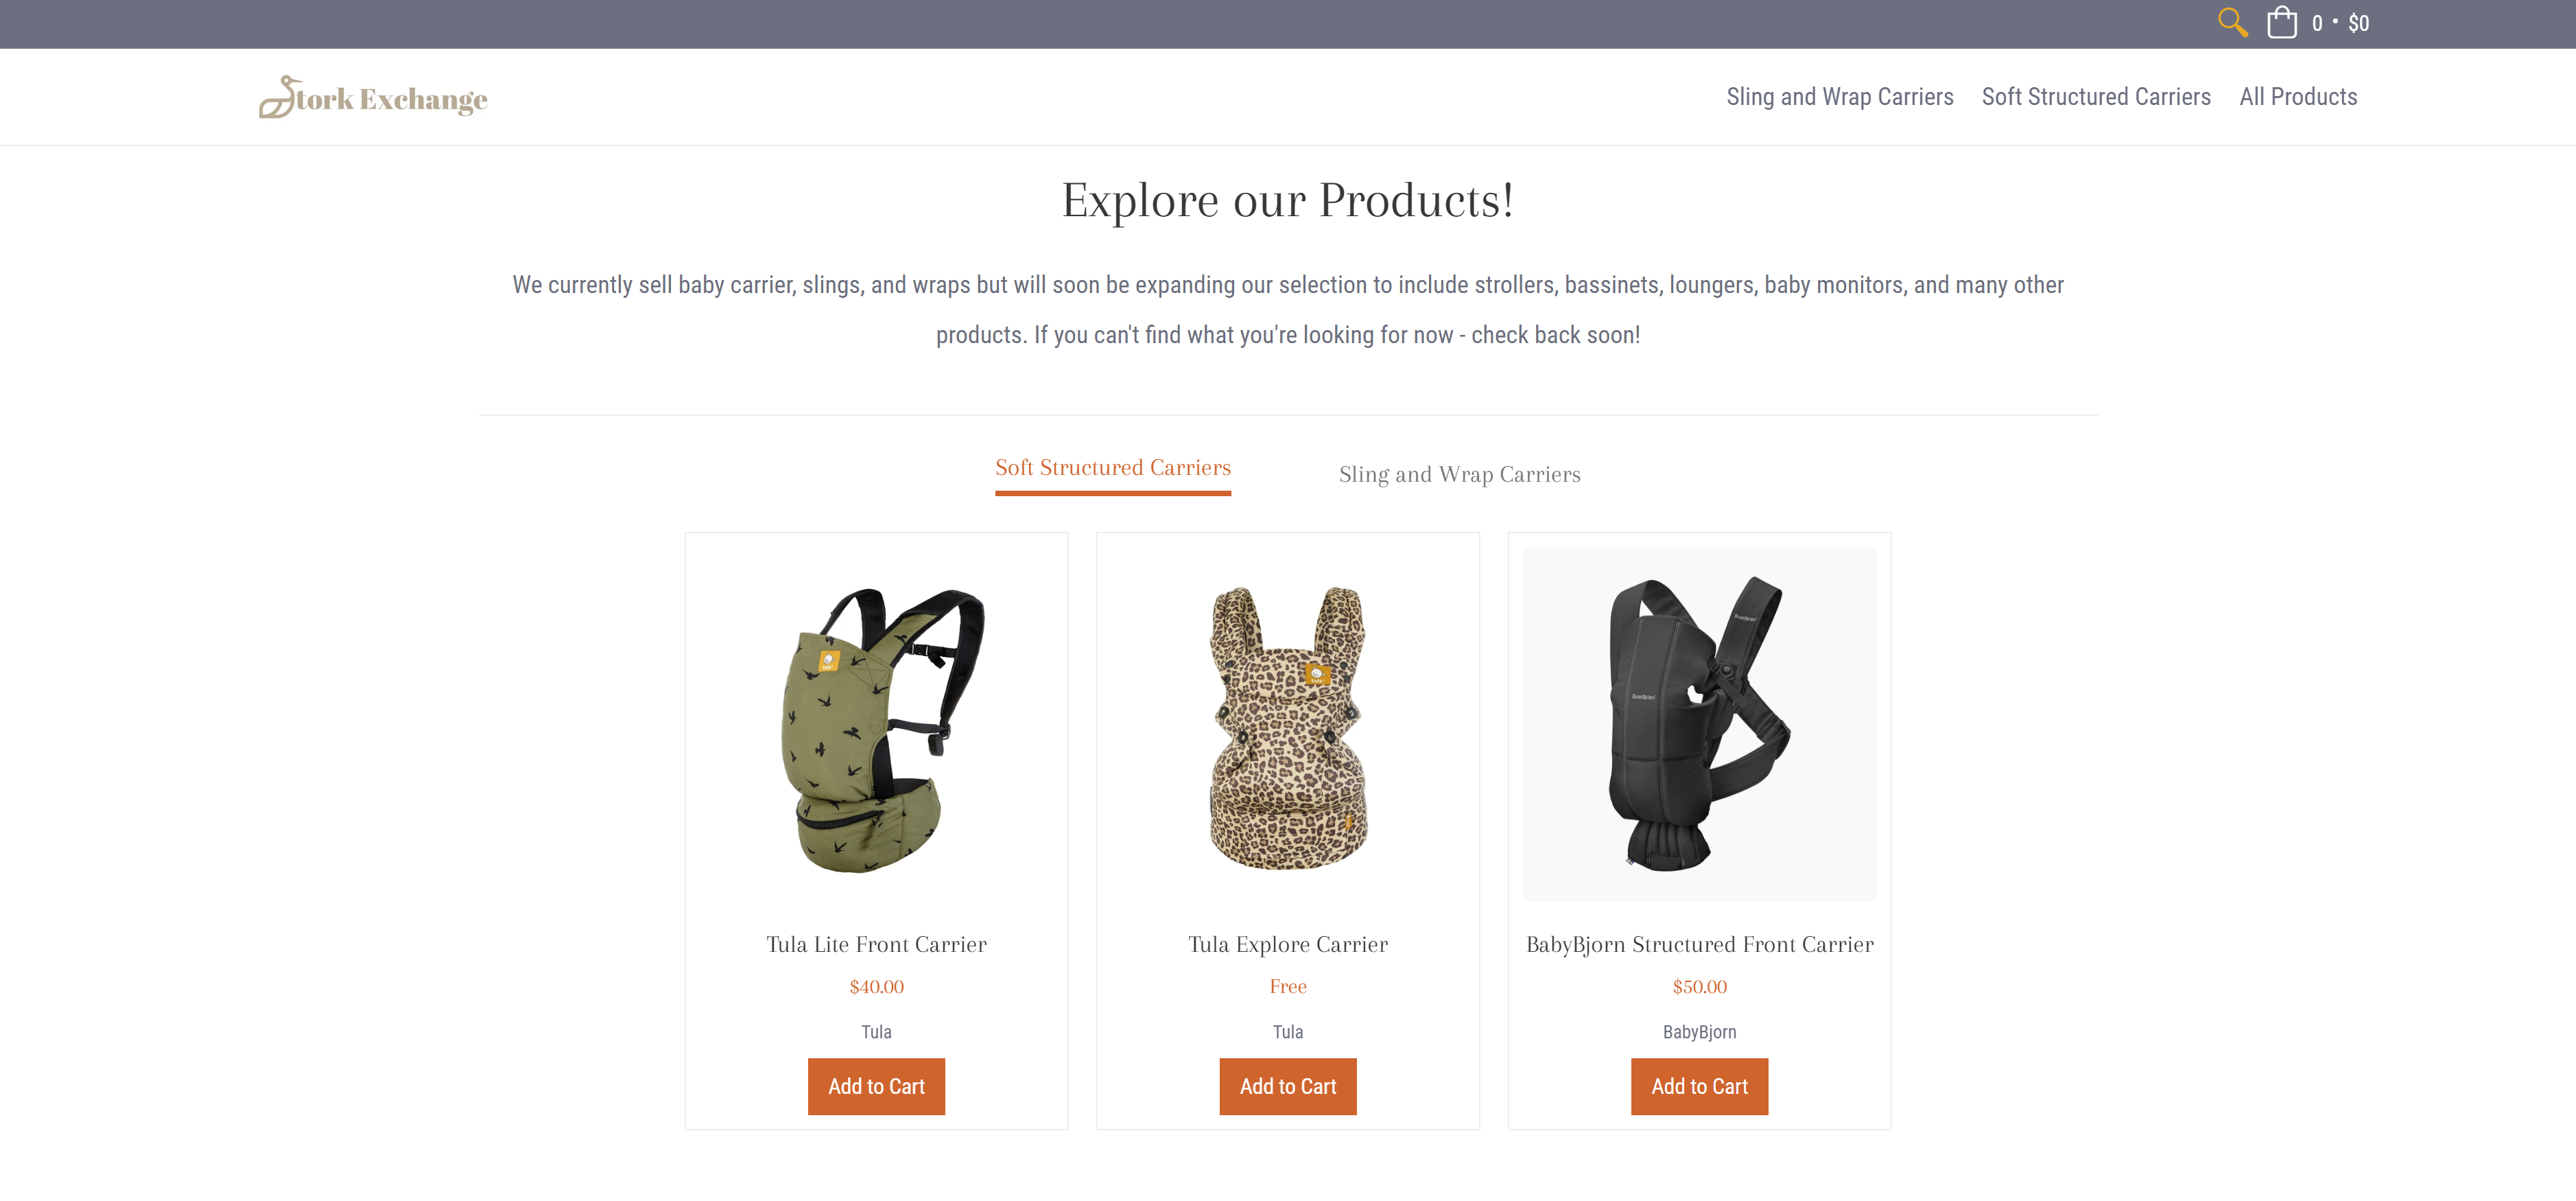 0 • $0
Stork Exchange
Sling and Wrap Carriers
Soft Structured Carriers
All Products
Explore our Products!
We currently sell baby carrier, slings, and wraps but will soon be expanding our selection to include strollers, bassinets, loungers, baby monitors, and many other
products. If you can't find what you're looking for now - check back soon!
Soft Structured Carriers
Sling and Wrap Carriers
Tula Lite Front Carrier
$40.00
Tula
Add to Cart
Tula Explore Carrier
Free
Tula
Add to Cart
BabyBjorn Structured Front Carrier
$50.00
BabyBjorn
Add to Cart